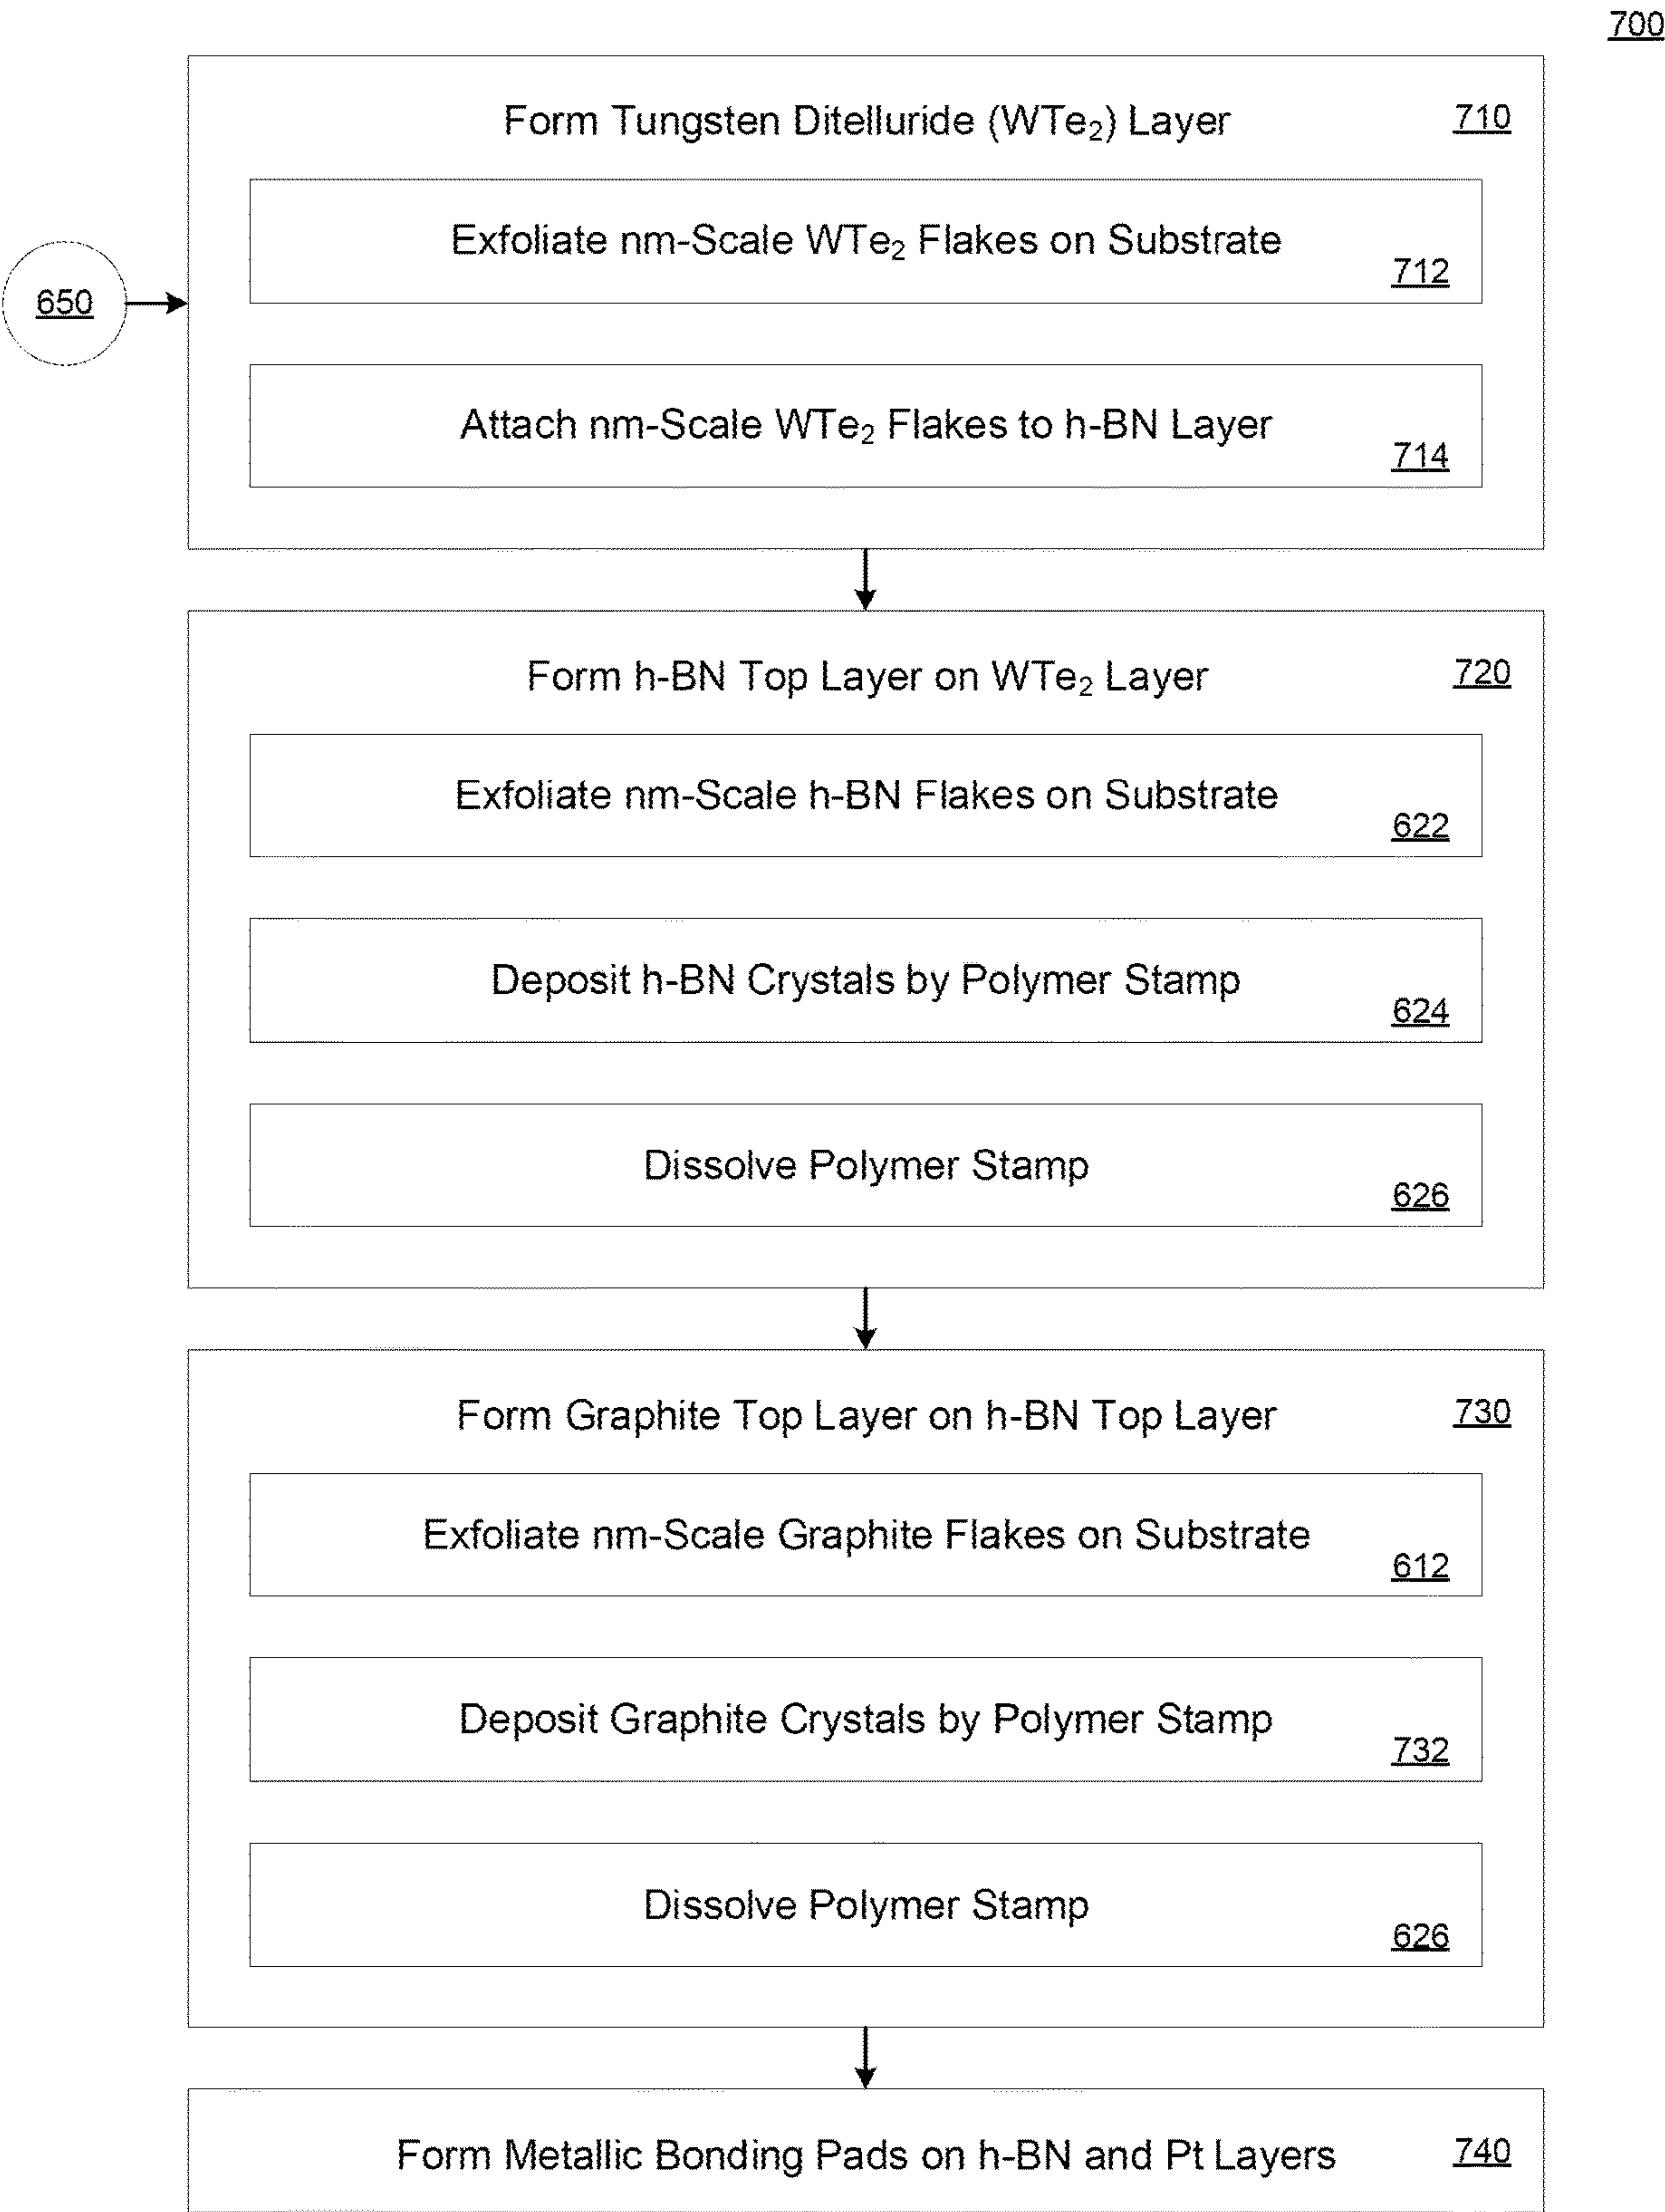 700
Form Tungsten Ditelluride (WTe₂) Layer 710
Exfoliate nm-Scale WTe₂ Flakes on Substrate
712
650
Attach nm-Scale WTe₂ Flakes to h-BN Layer
714
Form h-BN Top Layer on WTe₂ Layer 720
Exfoliate nm-Scale h-BN Flakes on Substrate
622
Deposit h-BN Crystals by Polymer Stamp
624
Dissolve Polymer Stamp
626
Form Graphite Top Layer on h-BN Top Layer 730
Exfoliate nm-Scale Graphite Flakes on Substrate
612
Deposit Graphite Crystals by Polymer Stamp
732
Dissolve Polymer Stamp
626
Form Metallic Bonding Pads on h-BN and Pt Layers 740